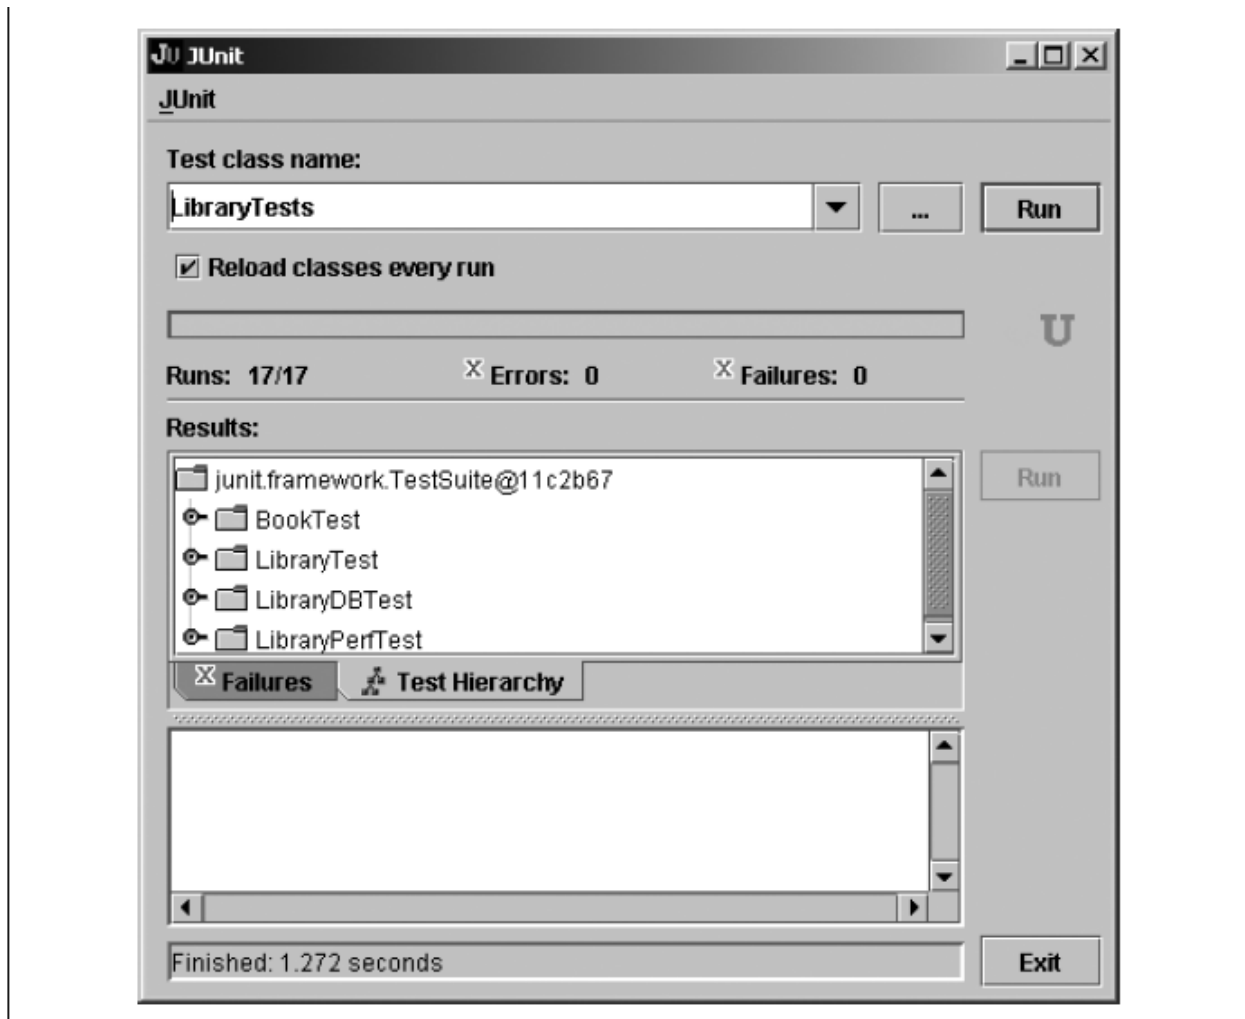 JU JUnit
JUnit
Test class name:
LibraryTests ... Run
Reload classes every run
U
Runs: 17/17 X Errors: 0 X Failures: 0
Results:
junit.framework.TestSuite@11c2b67 Run
BookTest
LibraryTest
LibraryDBTest
LibraryPerfTest
X Failures Test Hierarchy
Finished: 1.272 seconds Exit